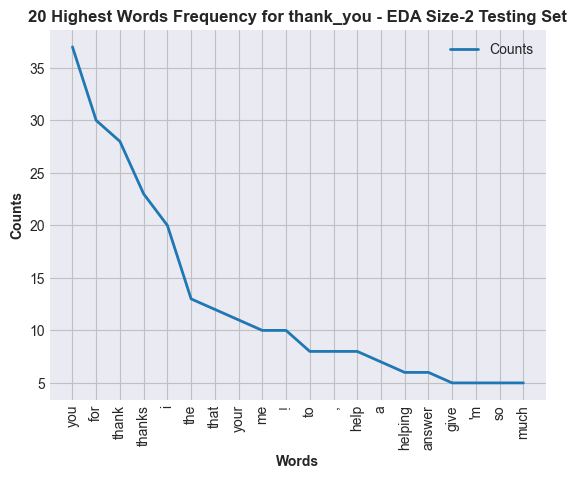 20 Highest Words Frequency for thank_you - EDA Size-2 Testing Set
Counts
Counts
35
30
25
20
15
10
5
you
for
thank
thanks
i
the
that
your
me
!
to
,
help
a
helping
answer
give
'm
so
much
Words